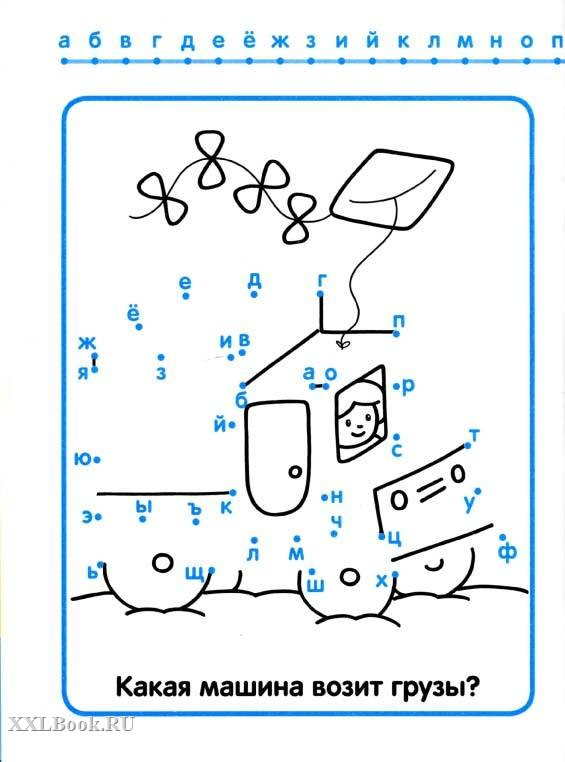 а б в г д е ё ж з и й к л м н о п
г
е д
ё п
ж и в
я з а о р
б
й
с т
ю
к н у
э ы ъ ч ц
л м ф
ь щ ш х
Какая машина возит грузы?
XXLBook.RU